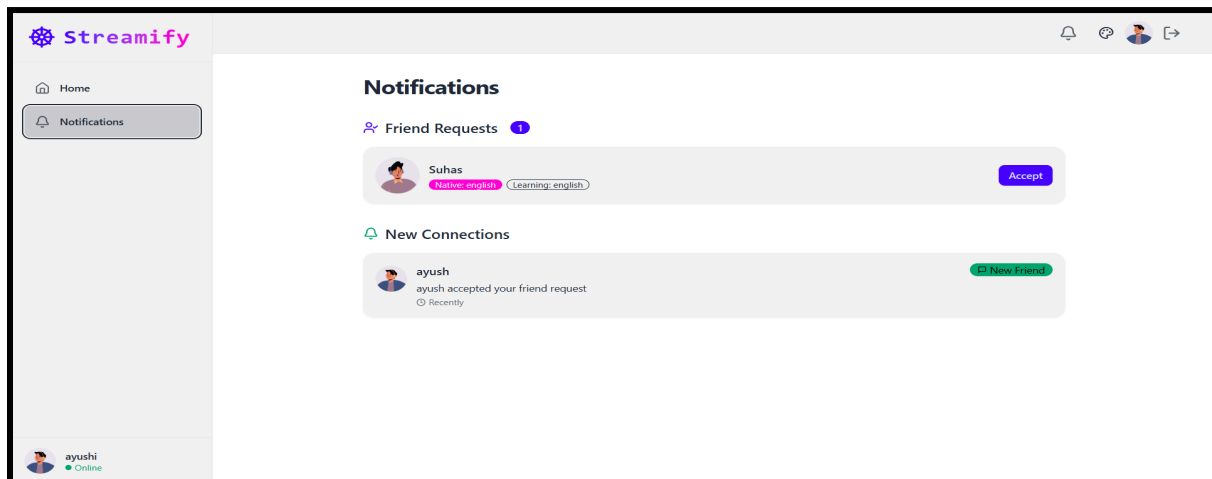 Streamify
Home
Notifications
ayushi
Online
Notifications
Friend Requests 1
Suhas
Native: english Learning: english
Accept
New Connections
ayush
New Friend
ayush accepted your friend request
Recently